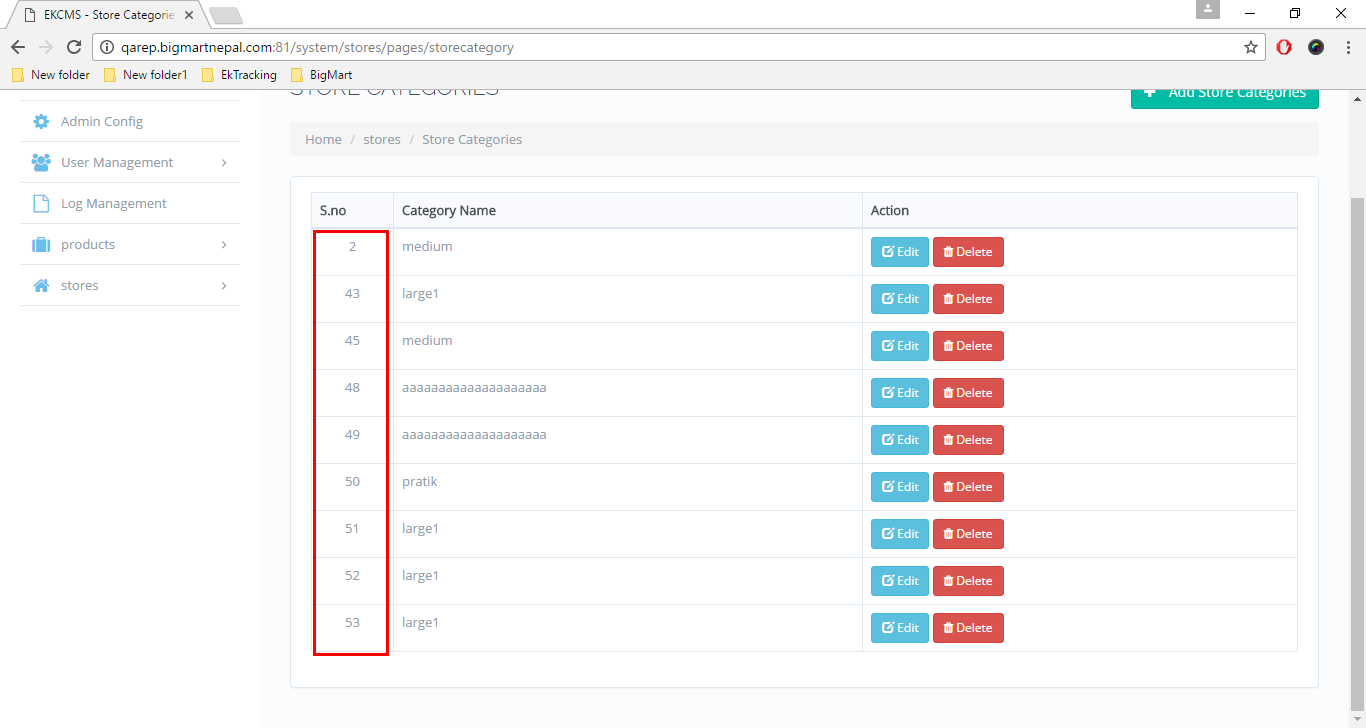 EKCMS - Store Categorie
qarep.bigmartnepal.com:81/system/stores/pages/storecategory
New folder New folder1 EkTracking BigMart
STORE CATEGORIES
Add Store Categories
Admin Config
User Management
Log Management
products
stores
Home / stores / Store Categories
S.no Category Name Action
2 medium Edit Delete
43 large1 Edit Delete
45 medium Edit Delete
48 aaaaaaaaaaaaaaaaaaaa Edit Delete
49 aaaaaaaaaaaaaaaaaaaa Edit Delete
50 pratik Edit Delete
51 large1 Edit Delete
52 large1 Edit Delete
53 large1 Edit Delete